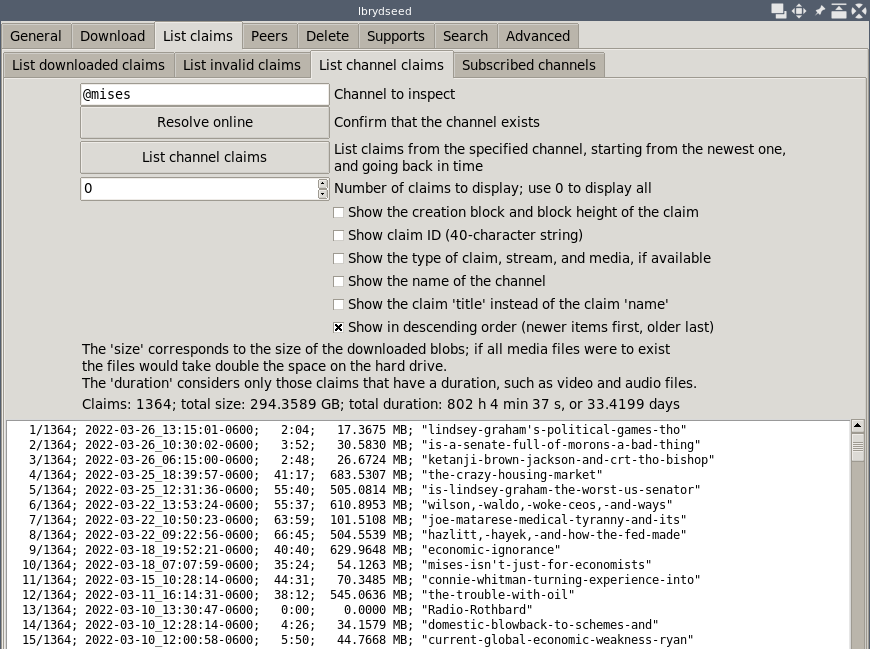 lbrydseed
General Download List claims Peers Delete Supports Search Advanced
List downloaded claims List invalid claims List channel claims Subscribed channels
@mises Channel to inspect
Resolve online Confirm that the channel exists
List channel claims List claims from the specified channel, starting from the newest one,
and going back in time
0 Number of claims to display; use 0 to display all
Show the creation block and block height of the claim
Show claim ID (40-character string)
Show the type of claim, stream, and media, if available
Show the name of the channel
Show the claim 'title' instead of the claim 'name'
Show in descending order (newer items first, older last)
The 'size' corresponds to the size of the downloaded blobs; if all media files were to exist
the files would take double the space on the hard drive.
The 'duration' considers only those claims that have a duration, such as video and audio files.
Claims: 1364; total size: 294.3589 GB; total duration: 802 h 4 min 37 s, or 33.4199 days
1/1364; 2022-03-26_13:15:01-0600; 2:04; 17.3675 MB; "lindsey-graham's-political-games-tho"
2/1364; 2022-03-26_10:30:02-0600; 3:52; 30.5830 MB; "is-a-senate-full-of-morons-a-bad-thing"
3/1364; 2022-03-26_06:15:00-0600; 2:48; 26.6724 MB; "ketanji-brown-jackson-and-crt-tho-bishop"
4/1364; 2022-03-25_18:39:57-0600; 41:17; 683.5307 MB; "the-crazy-housing-market"
5/1364; 2022-03-25_12:31:36-0600; 55:40; 505.0814 MB; "is-lindsey-graham-the-worst-us-senator"
6/1364; 2022-03-22_13:53:24-0600; 55:37; 610.8953 MB; "wilson,-waldo,-woke-ceos,-and-ways"
7/1364; 2022-03-22_10:50:23-0600; 63:59; 101.5108 MB; "joe-matarese-medical-tyranny-and-its"
8/1364; 2022-03-22_09:22:56-0600; 66:45; 504.5539 MB; "hazlitt,-hayek,-and-how-the-fed-made"
9/1364; 2022-03-18_19:52:21-0600; 40:40; 629.9648 MB; "economic-ignorance"
10/1364; 2022-03-18_07:07:59-0600; 35:24; 54.1263 MB; "mises-isn't-just-for-economists"
11/1364; 2022-03-15_10:28:14-0600; 44:31; 70.3485 MB; "connie-whitman-turning-experience-into"
12/1364; 2022-03-11_16:14:31-0600; 38:12; 545.0636 MB; "the-trouble-with-oil"
13/1364; 2022-03-10_13:30:47-0600; 0:00; 0.0000 MB; "Radio-Rothbard"
14/1364; 2022-03-10_12:28:14-0600; 4:26; 34.1579 MB; "domestic-blowback-to-schemes-and"
15/1364; 2022-03-10_12:00:58-0600; 5:50; 44.7668 MB; "current-global-economic-weakness-ryan"